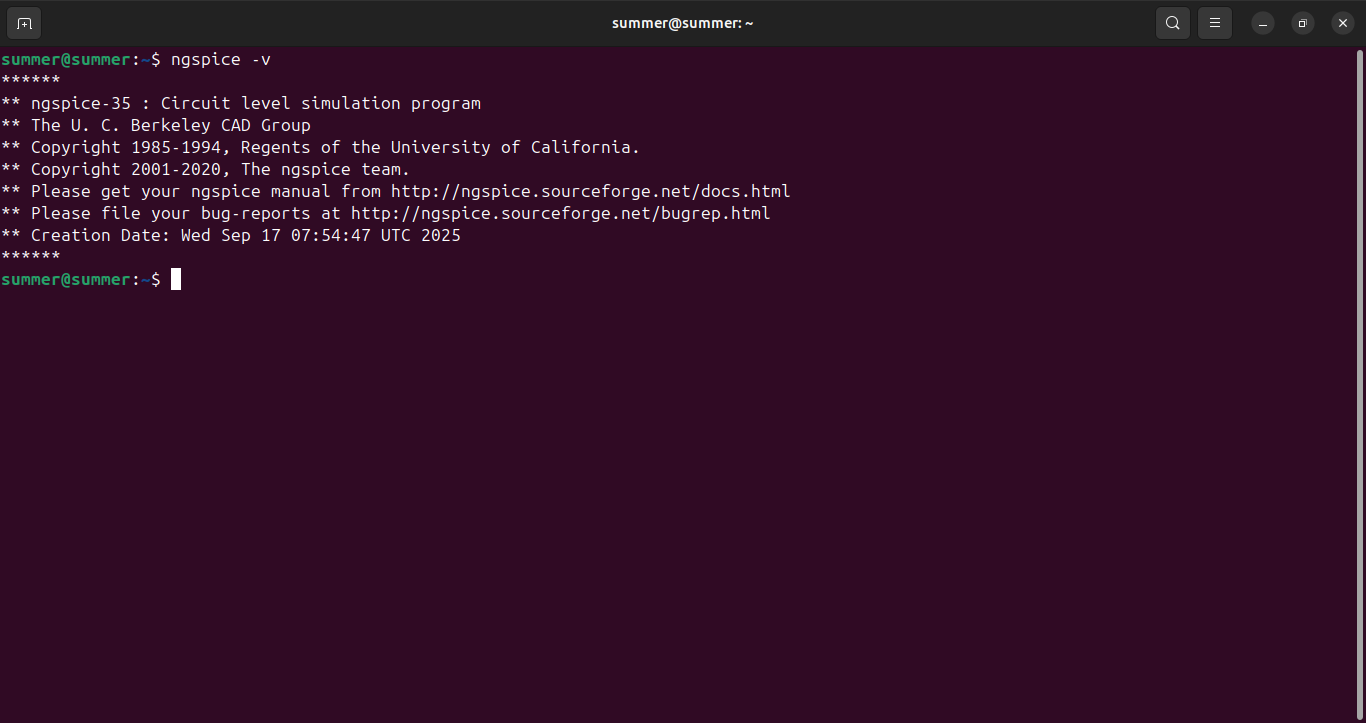 summer@summer: ~
summer@summer:~$ ngspice -v
******
** ngspice-35 : Circuit level simulation program
** The U. C. Berkeley CAD Group
** Copyright 1985-1994, Regents of the University of California.
** Copyright 2001-2020, The ngspice team.
** Please get your ngspice manual from http://ngspice.sourceforge.net/docs.html
** Please file your bug-reports at http://ngspice.sourceforge.net/bugrep.html
** Creation Date: Wed Sep 17 07:54:47 UTC 2025
******
summer@summer:~$